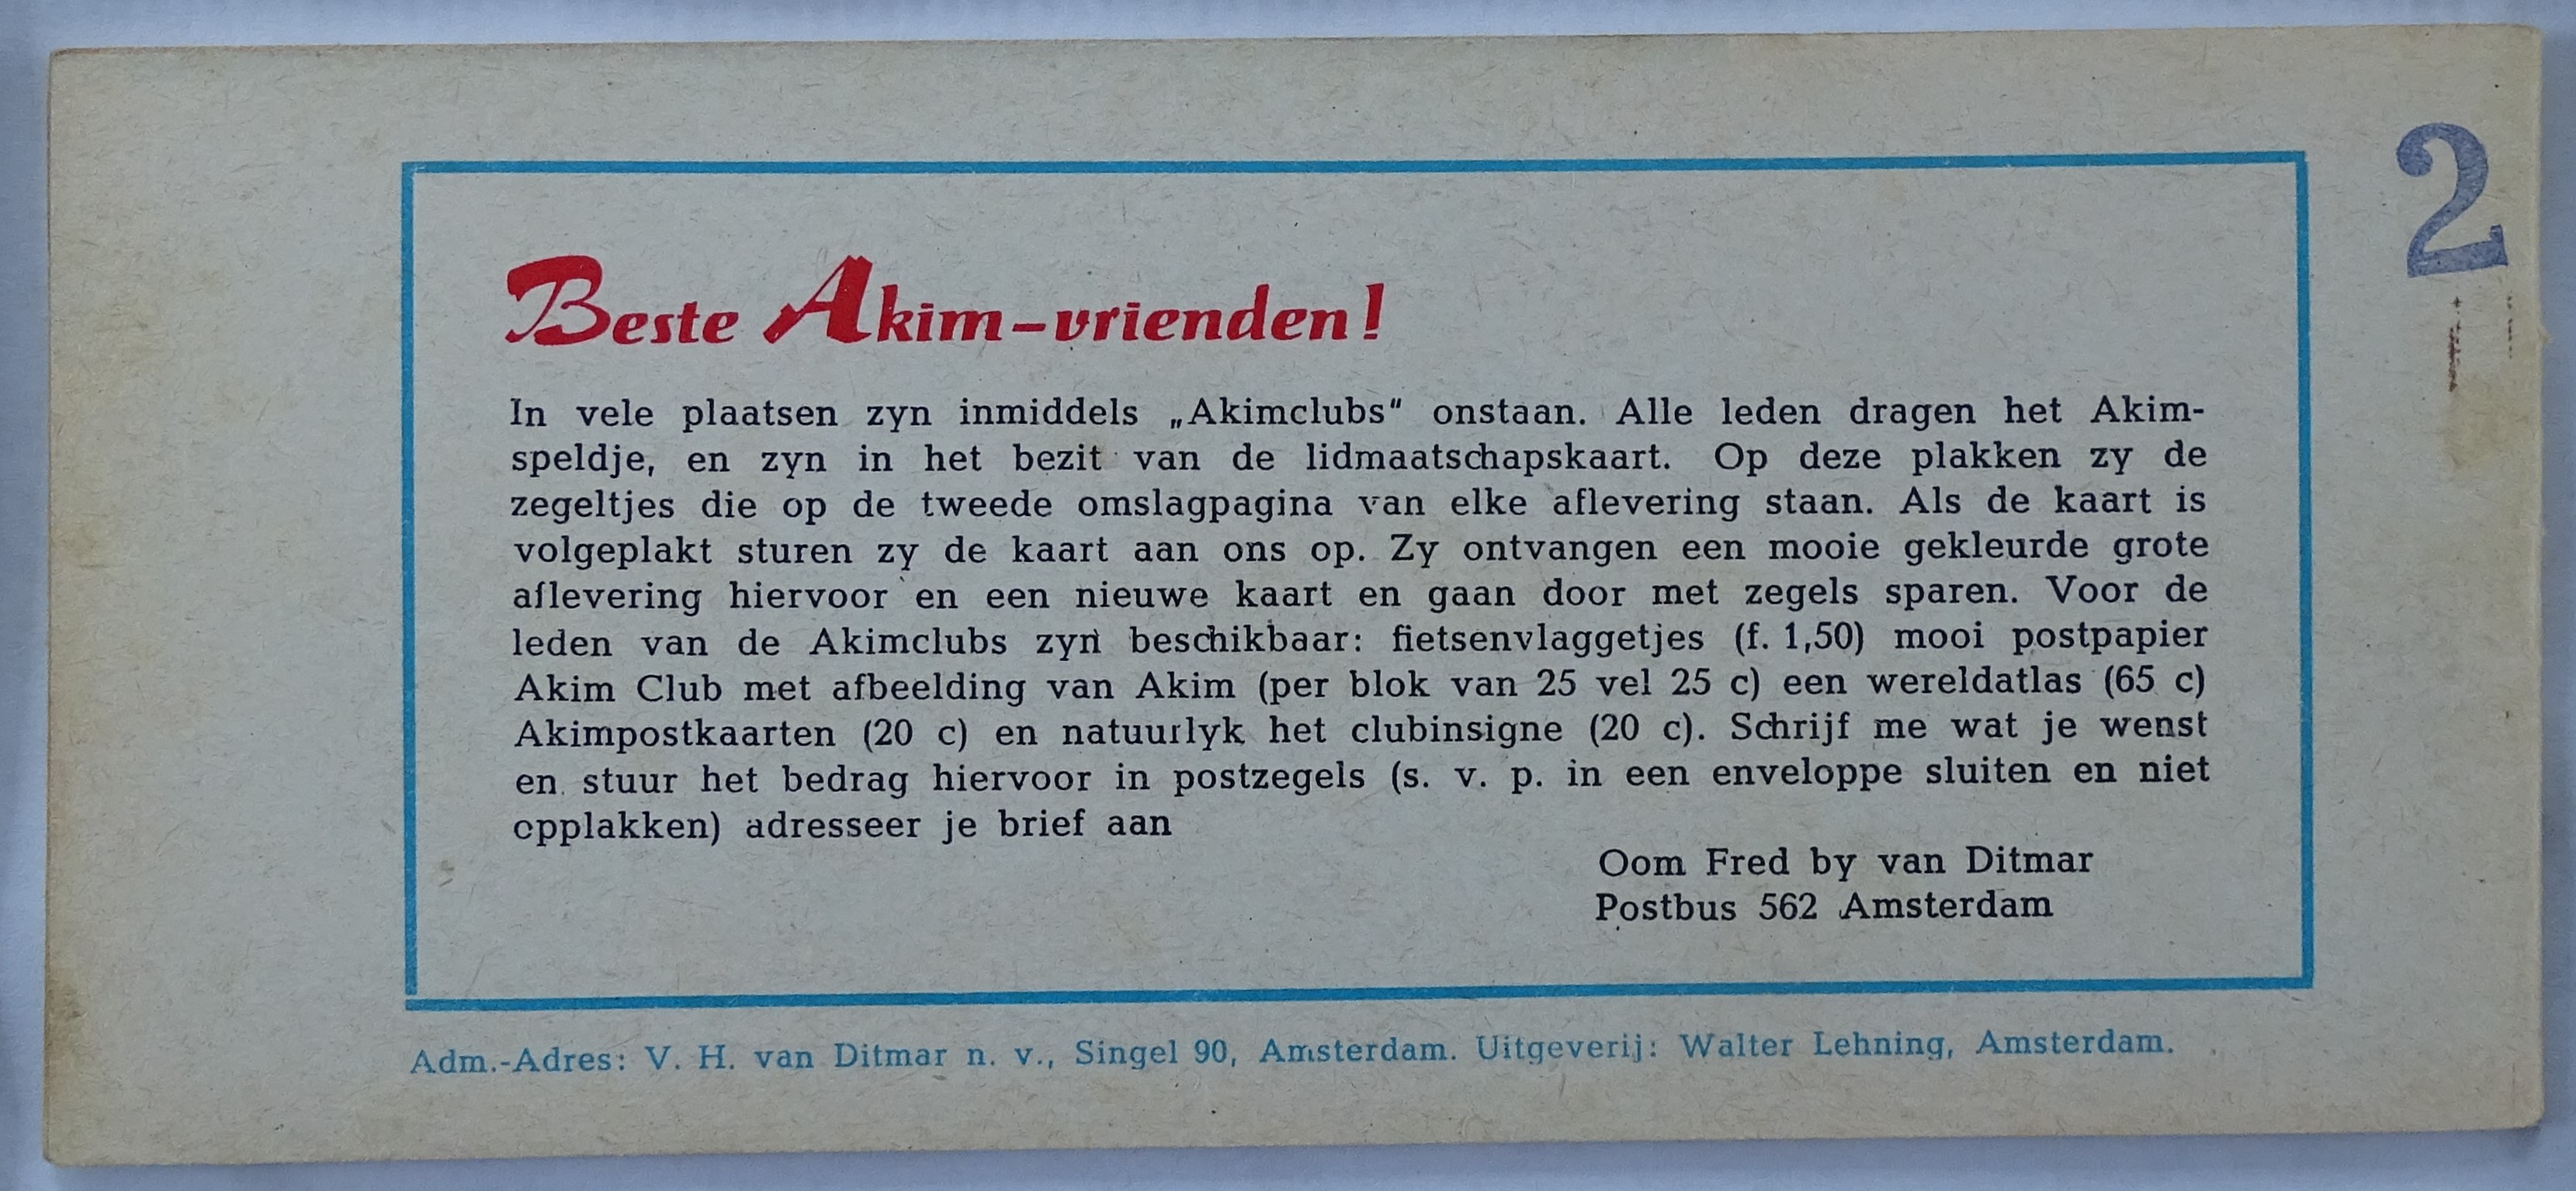 2
Beste Akim-vrienden!
In vele plaatsen zyn inmiddels „Akimclubs“ onstaan. Alle leden dragen het Akim-
speldje, en zyn in het bezit van de lidmaatschapskaart. Op deze plakken zy de
zegeltjes die op de tweede omslagpagina van elke aflevering staan. Als de kaart is
volgeplakt sturen zy de kaart aan ons op. Zy ontvangen een mooie gekleurde grote
aflevering hiervoor en een nieuwe kaart en gaan door met zegels sparen. Voor de
leden van de Akimclubs zyn beschikbaar: fietsenvlaggetjes (f. 1,50) mooi postpapier
Akim Club met afbeelding van Akim (per blok van 25 vel 25 c) een wereldatlas (65 c)
Akimpostkaarten (20 c) en natuurlyk het clubinsigne (20 c). Schrijf me wat je wenst
en stuur het bedrag hiervoor in postzegels (s. v. p. in een enveloppe sluiten en niet
opplakken) adresseer je brief aan
Oom Fred by van Ditmar
Postbus 562 Amsterdam
Adm.-Adres: V. H. van Ditmar n. v., Singel 90, Amsterdam. Uitgeverij: Walter Lehning, Amsterdam.